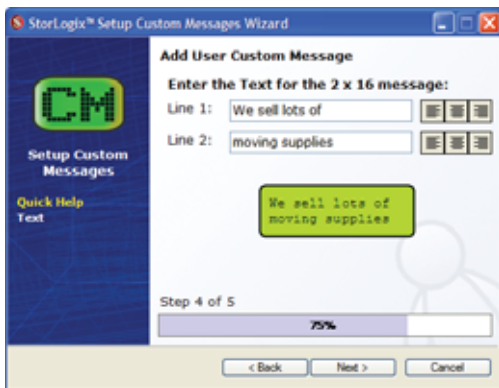 StorLogix™ Setup Custom Messages Wizard
CM
Setup Custom
Messages
Quick Help
Text
Add User Custom Message
Enter the Text for the 2 x 16 message:
Line 1: We sell lots of
Line 2: moving supplies
We sell lots of
moving supplies
Step 4 of 5
75%
< Back Next > Cancel